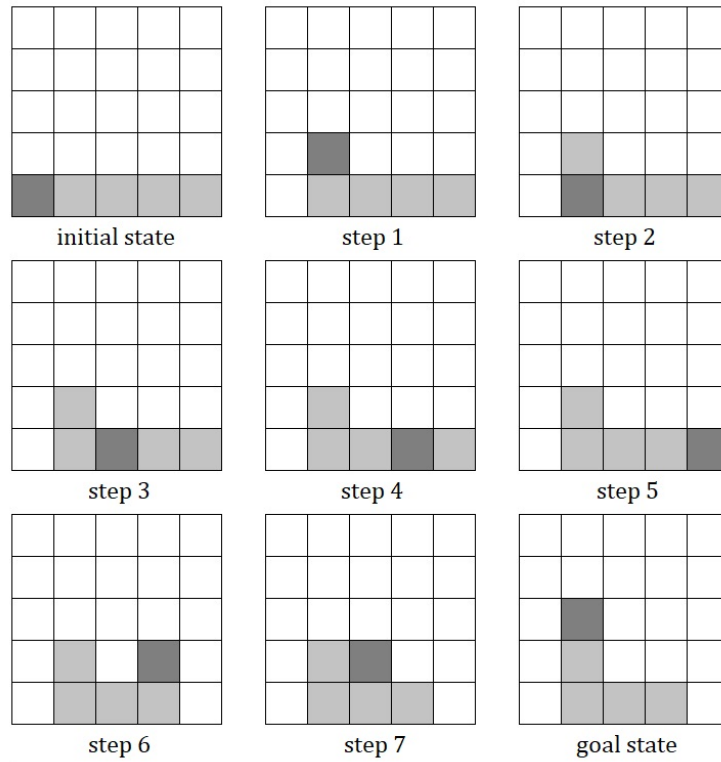 initial state
step 1
step 2
step 3
step 4
step 5
step 6
step 7
goal state